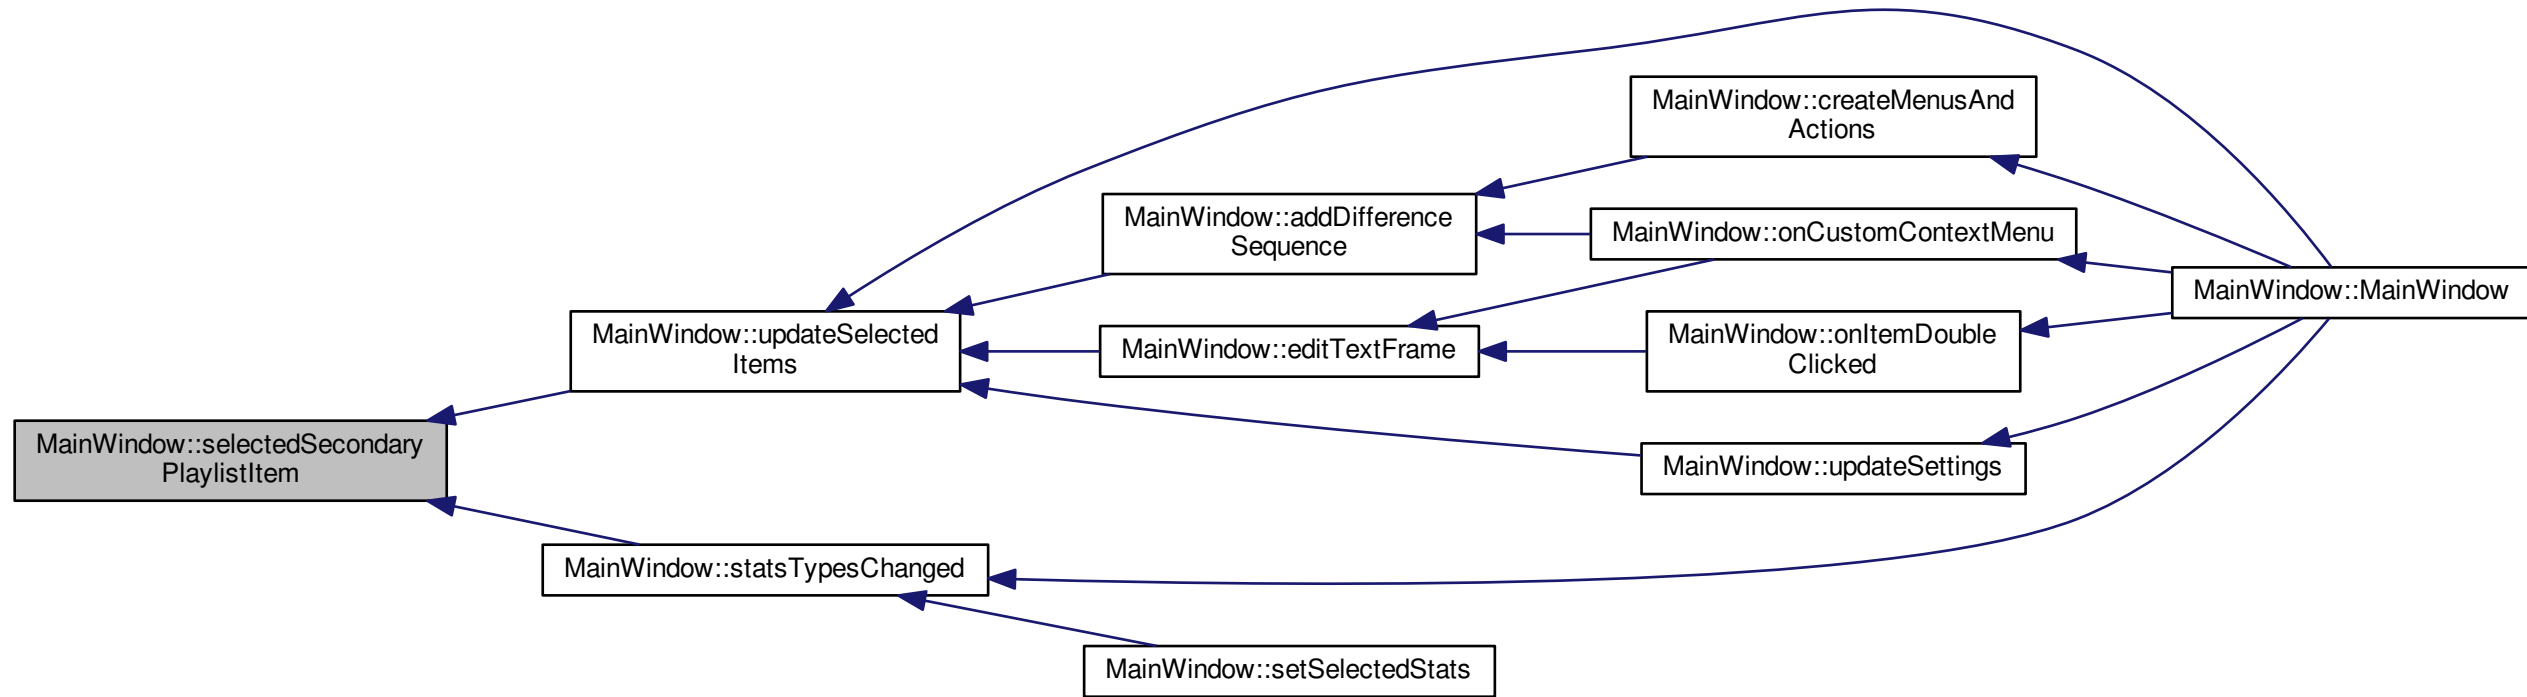 MainWindow::createMenusAnd
Actions
MainWindow::addDifference
Sequence
MainWindow::onCustomContextMenu
MainWindow::MainWindow
MainWindow::updateSelected
Items
MainWindow::editTextFrame
MainWindow::onItemDouble
Clicked
MainWindow::selectedSecondary
PlaylistItem
MainWindow::updateSettings
MainWindow::statsTypesChanged
MainWindow::setSelectedStats